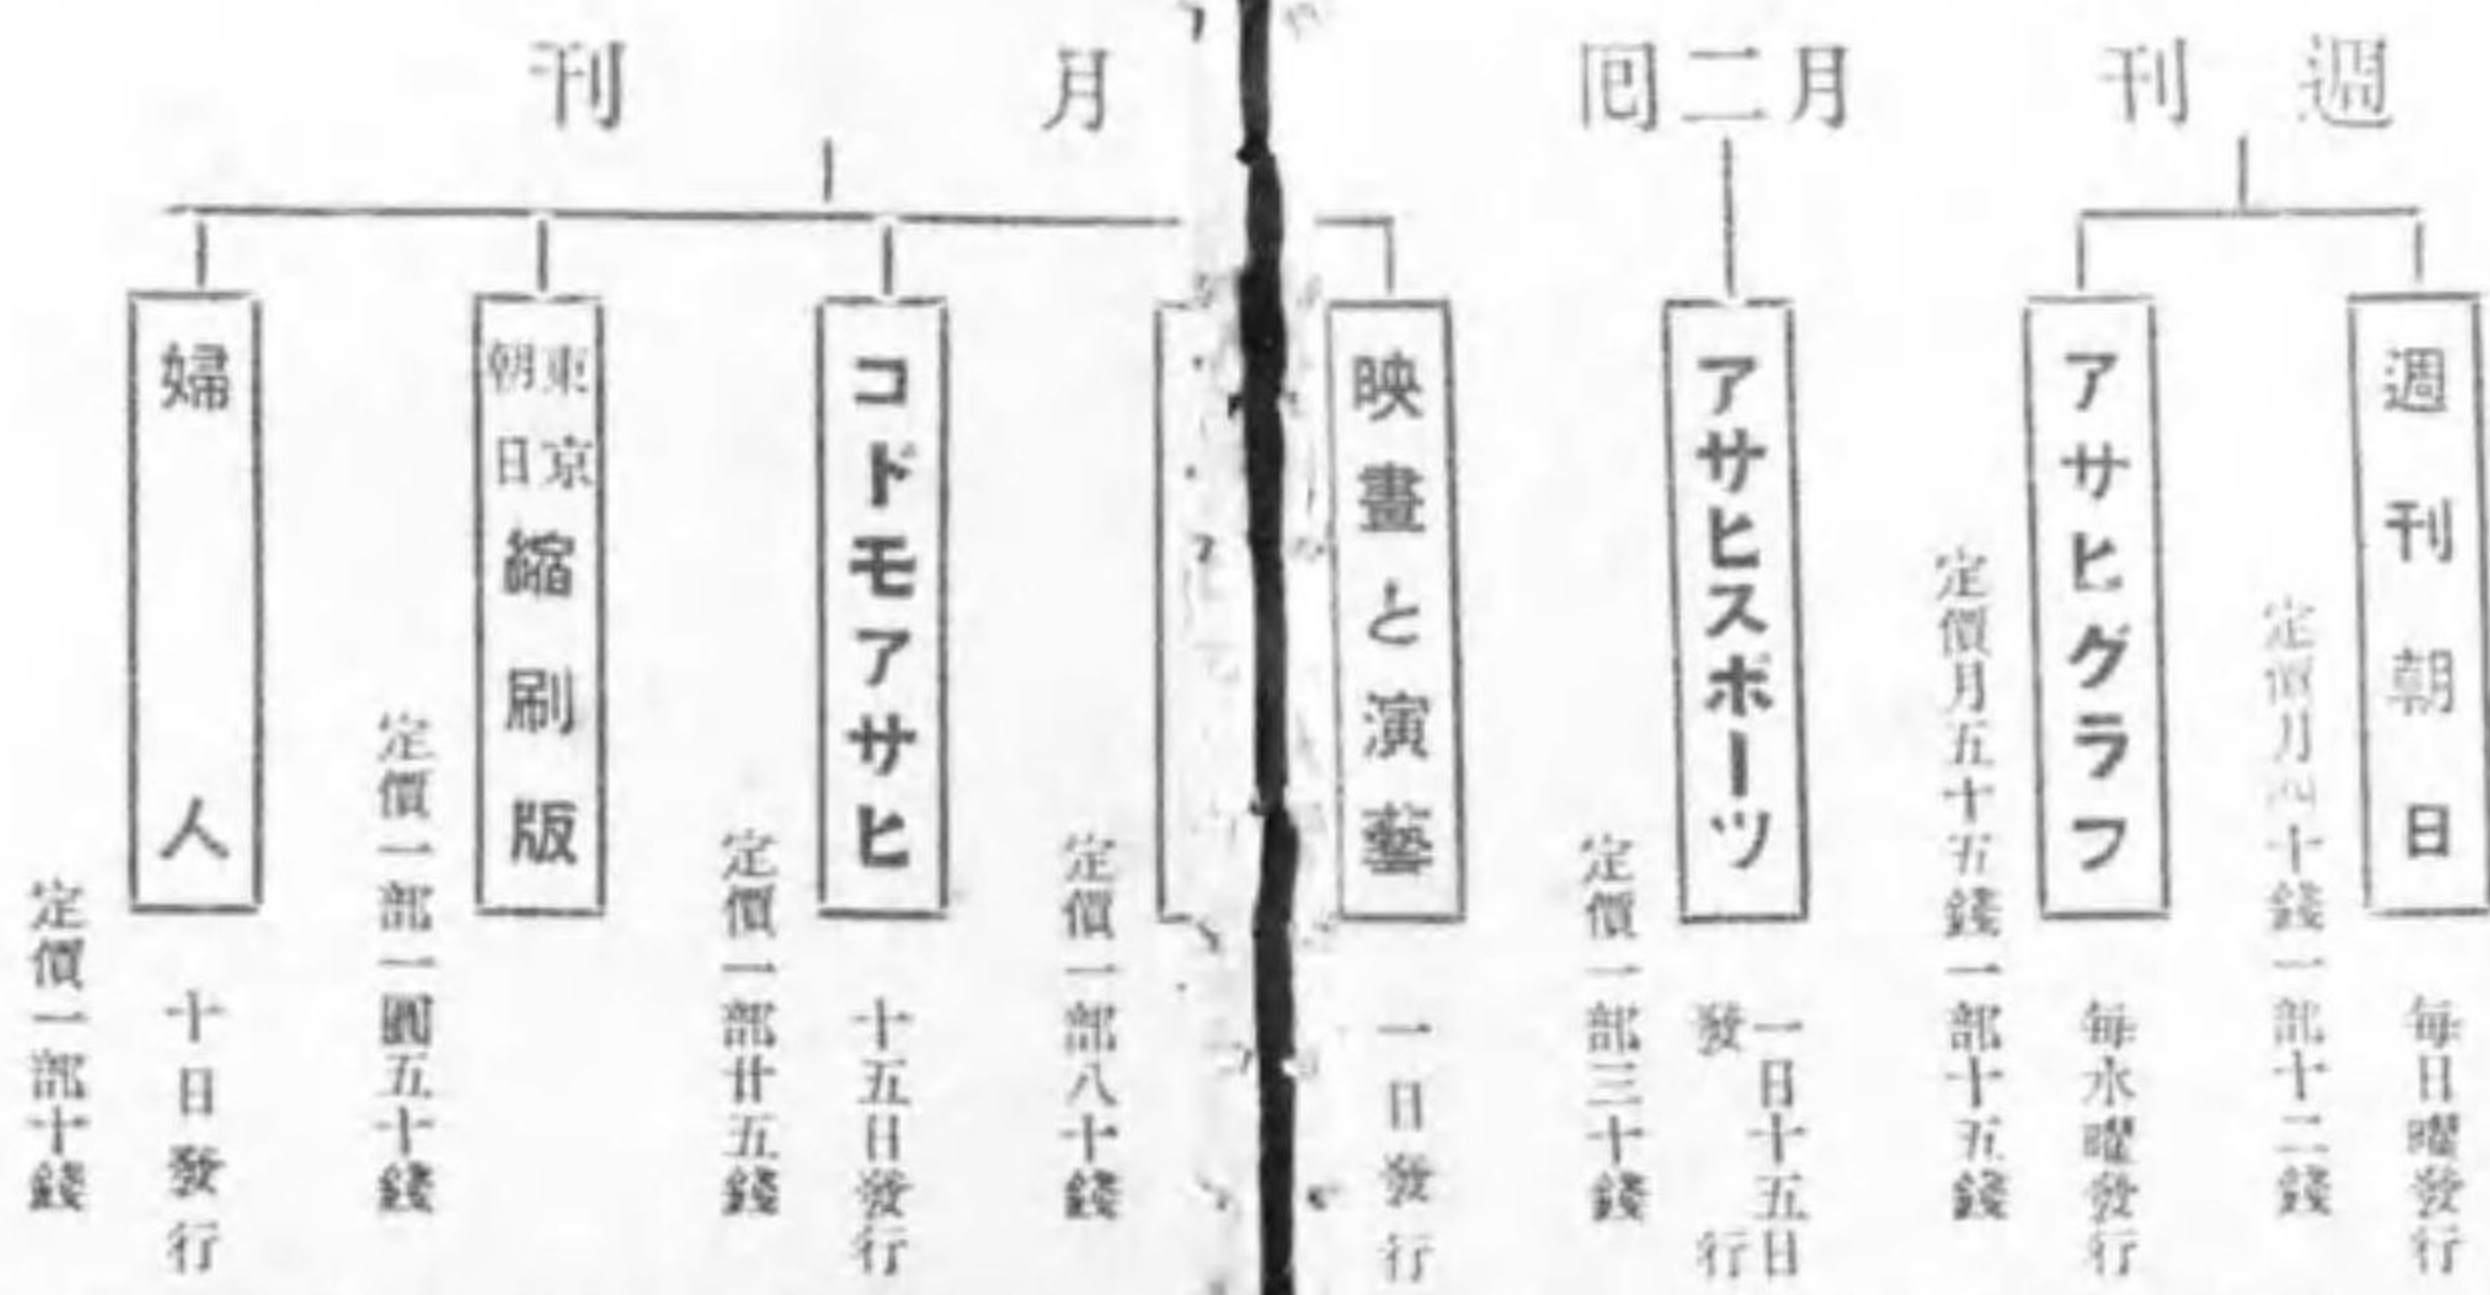 週刊
週刊朝日
毎日曜發行
定價月四十錢一部十二錢
アサヒグラフ
毎水曜發行
定價月五十五錢一部十五錢
月二囘
アサヒスポーツ
一日十五日
發行
定價一部三十錢
月刊
映畫と演藝
一日發行
定價一部八十錢
コドモアサヒ
十五日發行
定價一部廿五錢
東京
朝日
縮刷版
定價一部一圓五十錢
婦人
十日發行
定價一部十錢